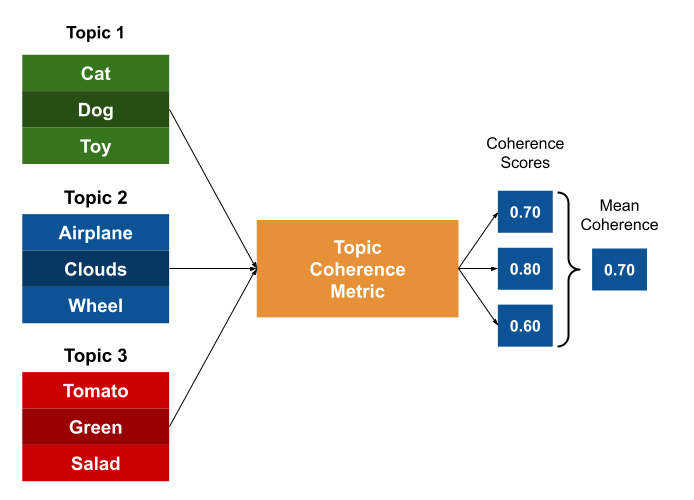 Topic 1
Cat
Dog
Toy
Topic 2
Airplane
Clouds
Wheel
Topic 3
Tomato
Green
Salad
Topic
Coherence
Metric
Coherence
Scores
0.70
0.80
0.60
Mean
Coherence
0.70